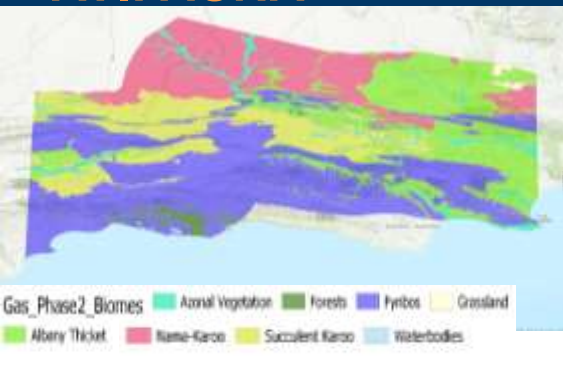 Gas_Phase2_Biomes Azonal Vegetation Forests Fynbos Grassland
Albany Thicket Nama-Karoo Succulent Karoo Waterbodies